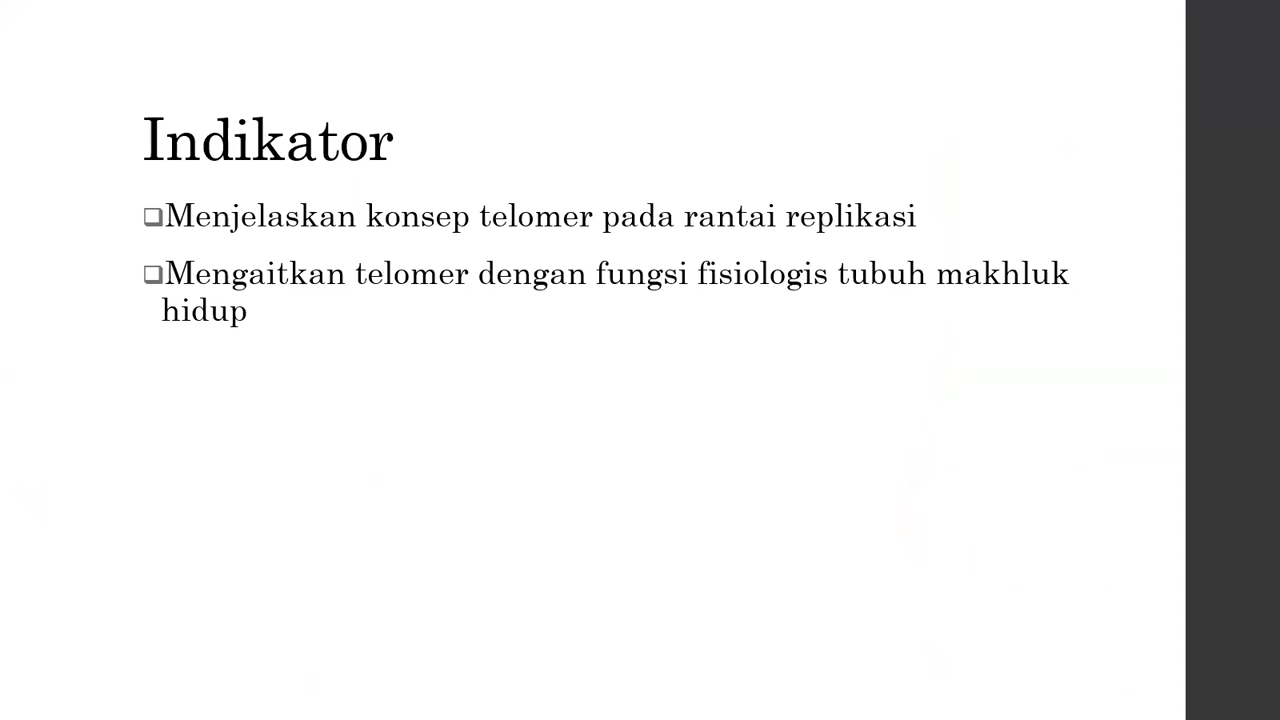 Indikator
❑Menjelaskan konsep telomer pada rantai replikasi
❑Mengaitkan telomer dengan fungsi fisiologis tubuh makhluk
hidup